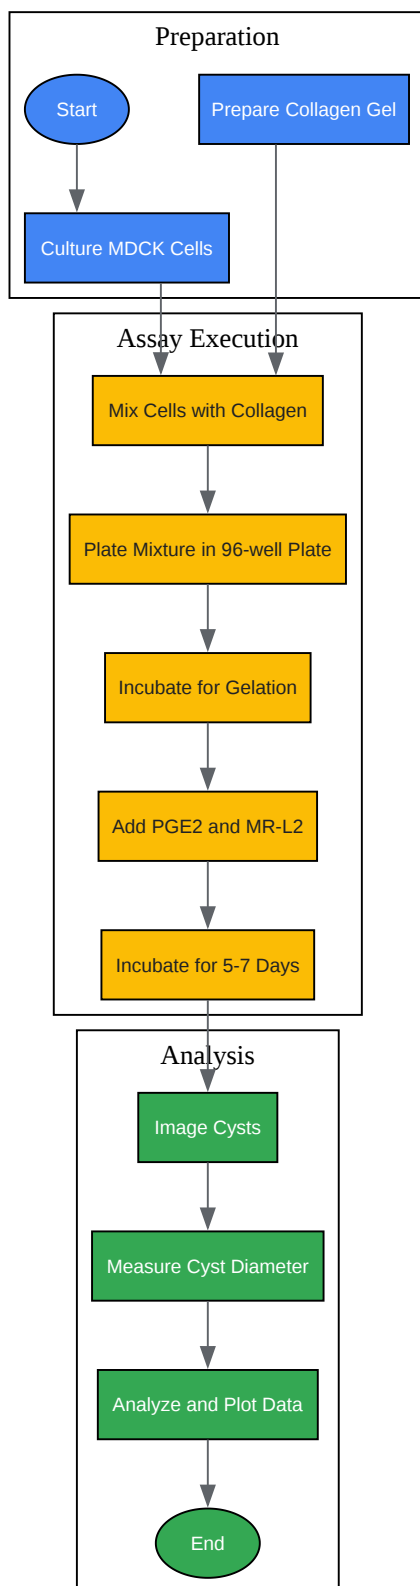 Preparation
Start
Prepare Collagen Gel
Culture MDCK Cells
Assay Execution
Mix Cells with Collagen
Plate Mixture in 96-well Plate
Incubate for Gelation
Add PGE2 and MR-L2
Incubate for 5-7 Days
Analysis
Image Cysts
Measure Cyst Diameter
Analyze and Plot Data
End